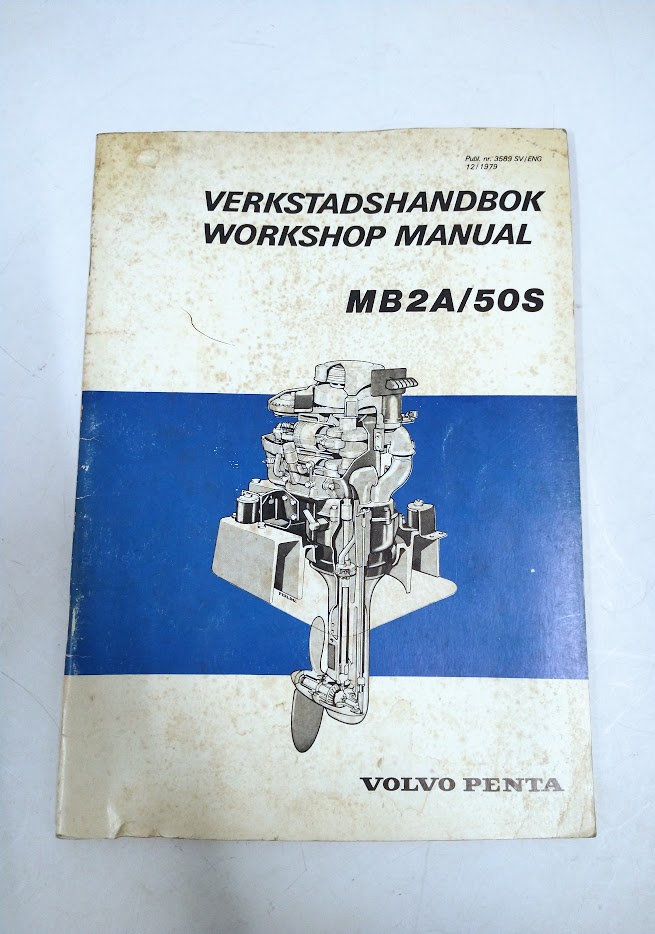 Publ. nr. 3589 SV/ENG
12/1979
VERKSTADSHANDBOK
WORKSHOP MANUAL
MB2A/50S
VOLVO PENTA